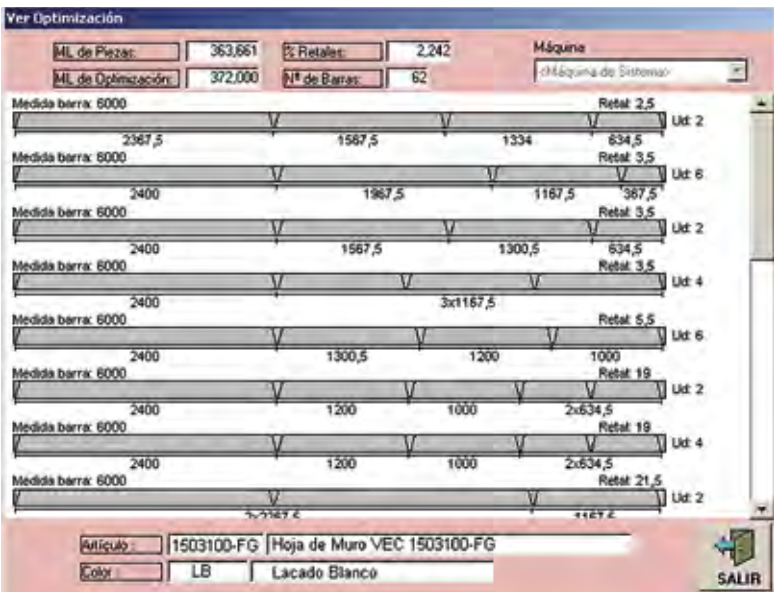 Ver Optimización
ML de Piezas: 363,661 % Retales: 2,242 Máquina
ML de Optimización: 372,000 Nº de Barras: 62 <Máquina de Sistema>
Medida barra: 6000 Retal: 2,5
Ud: 2
2367,5 1567,5 1334 634,5
Medida barra: 6000 Retal: 3,5
Ud: 6
2400 1967,5 1167,5 367,5
Medida barra: 6000 Retal: 3,5
Ud: 2
2400 1567,5 1300,5 634,5
Medida barra: 6000 Retal: 3,5
Ud: 4
2400 3x1167,5
Medida barra: 6000 Retal: 5,5
Ud: 6
2400 1300,5 1200 1000
Medida barra: 6000 Retal: 19
Ud: 2
2400 1200 1000 2x634,5
Medida barra: 6000 Retal: 19
Ud: 4
2400 1200 1000 2x634,5
Medida barra: 6000 Retal: 21,5
Ud: 2
Artículo : 1503100-FG Hoja de Muro VEC 1503100-FG
Color : LB Lacado Blanco
SALIR